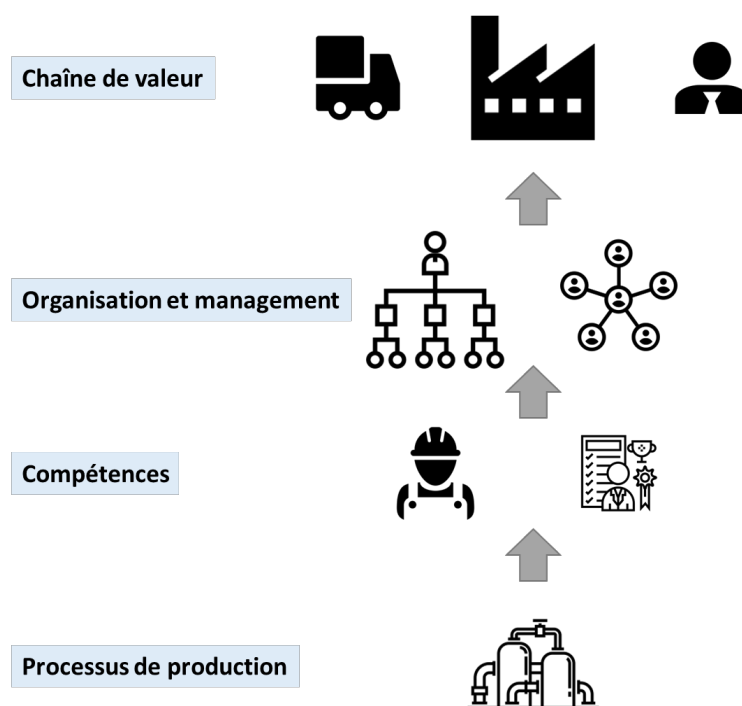 Chaîne de valeur
Organisation et management
Compétences
Processus de production